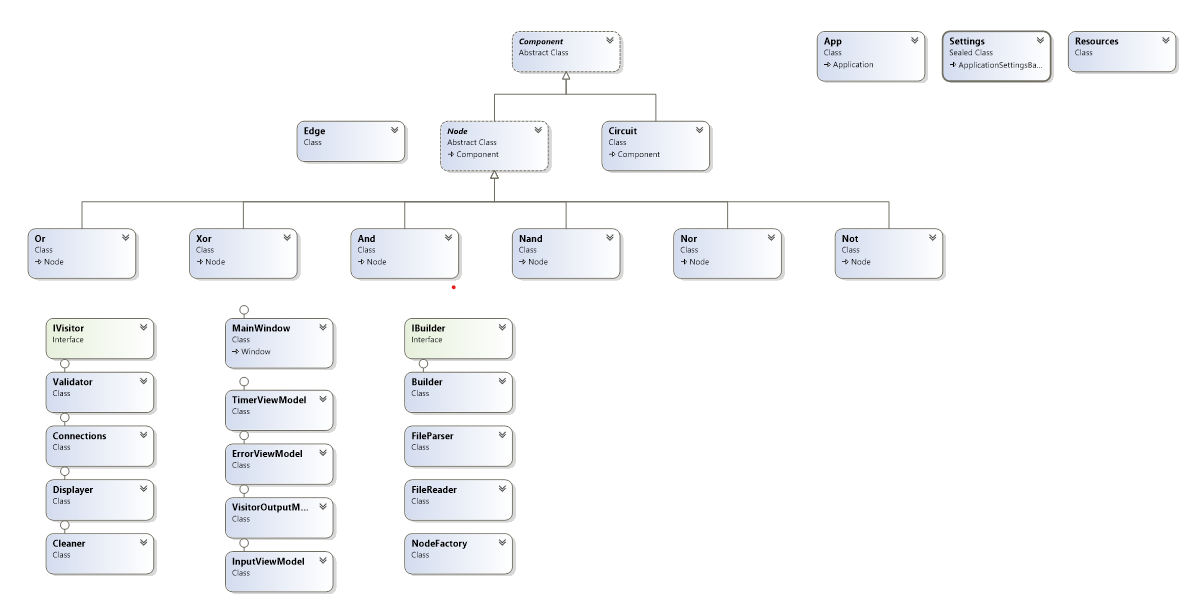 Component
Abstract Class
App
Class
Application
Settings
Sealed Class
ApplicationSettingsBa...
Resources
Class
Edge
Class
Node
Abstract Class
Component
Circuit
Class
Component
Or
Class
Node
Xor
Class
Node
And
Class
Node
Nand
Class
Node
Nor
Class
Node
Not
Class
Node
IVisitor
Interface
Validator
Class
Connections
Class
Displayer
Class
Cleaner
Class
MainWindow
Class
Window
TimerViewModel
Class
ErrorViewModel
Class
VisitorOutputM...
Class
InputViewModel
Class
IBuilder
Interface
Builder
Class
FileParser
Class
FileReader
Class
NodeFactory
Class